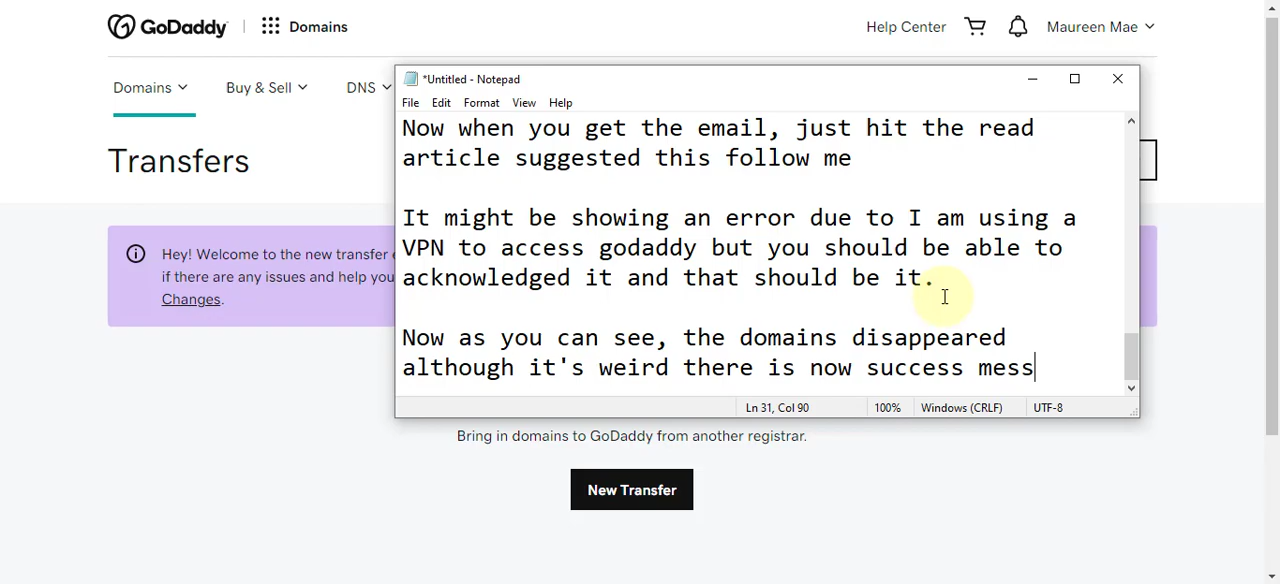 GoDaddy Domains Help Center Maureen Mae
Domains Buy & Sell DNS
Transfers
Hey! Welcome to the new transfer
if there are any issues and help you
Changes.
*Untitled - Notepad
File Edit Format View Help
Now when you get the email, just hit the read
article suggested this follow me
It might be showing an error due to I am using a
VPN to access godaddy but you should be able to
acknowledged it and that should be it.
Now as you can see, the domains disappeared
although it's weird there is now success mess
Ln 31, Col 90 100% Windows (CRLF) UTF-8
Bring in domains to GoDaddy from another registrar.
New Transfer